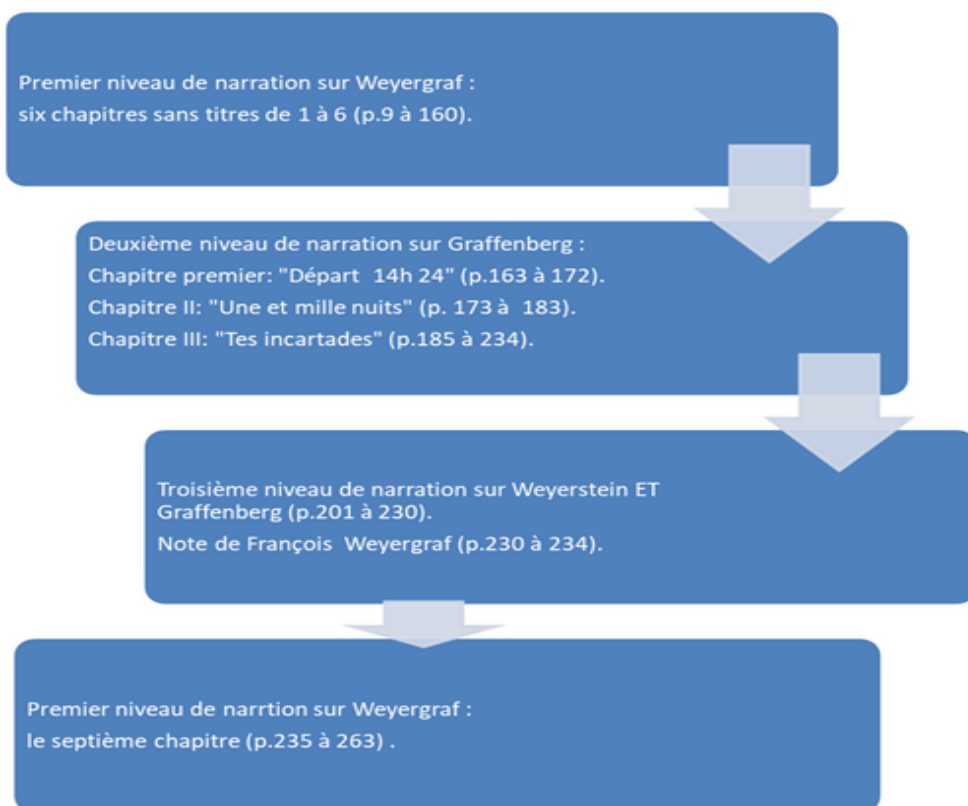 Premier niveau de narration sur Weyergraf :
six chapitres sans titres de 1 à 6 (p.9 à 160).
Deuxième niveau de narration sur Graffenberg :
Chapitre premier: "Départ 14h 24" (p.163 à 172).
Chapitre II: "Une et mille nuits" (p. 173 à 183).
Chapitre III: "Tes incartades" (p.185 à 234).
Troisième niveau de narration sur Weyerstein ET
Graffenberg (p.201 à 230).
Note de François Weyergraf (p.230 à 234).
Premier niveau de narrtion sur Weyergraf :
le septième chapitre (p.235 à 263) .